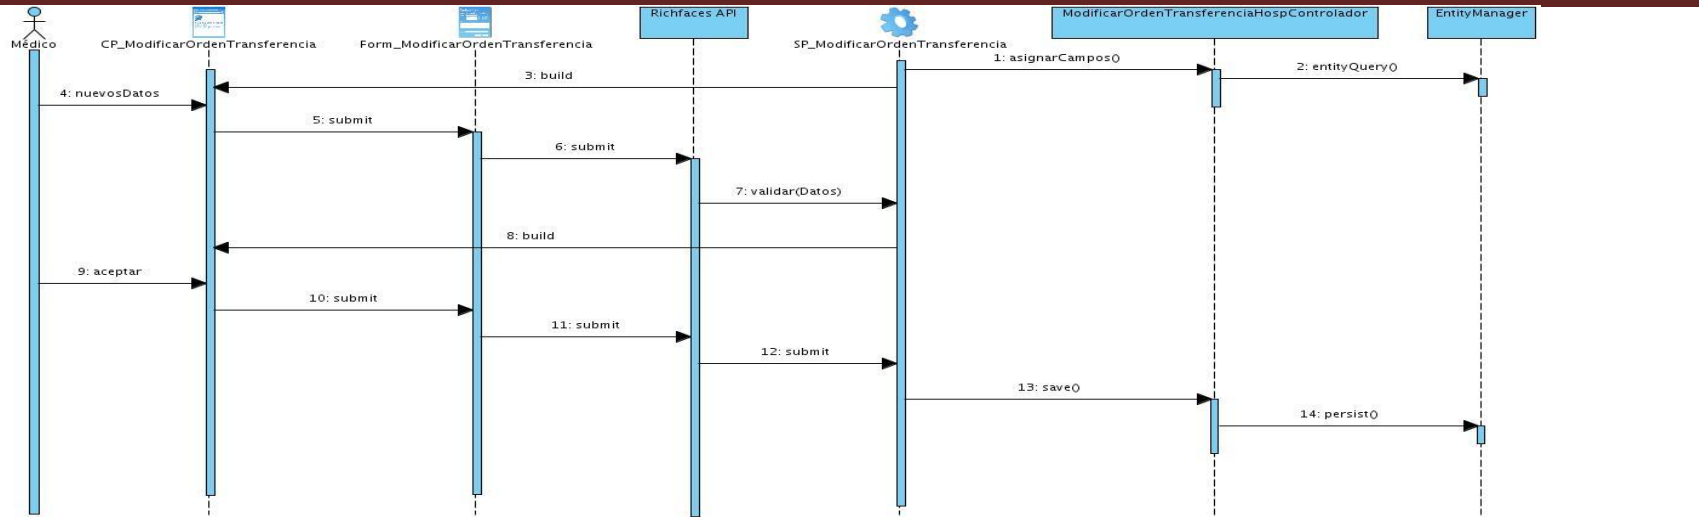 Richfaces API
ModificarOrdenTransferenciaHospControlador
EntityManager
Médico
CP_ModificarOrdenTransferencia
Form_ModificarOrdenTransferencia
SP_ModificarOrdenTransferencia
1: asignarCampos()
2: entityQuery()
3: build
4: nuevosDatos
5: submit
6: submit
7: validar(Datos)
8: build
9: aceptar
10: submit
11: submit
12: submit
13: save()
14: persist()